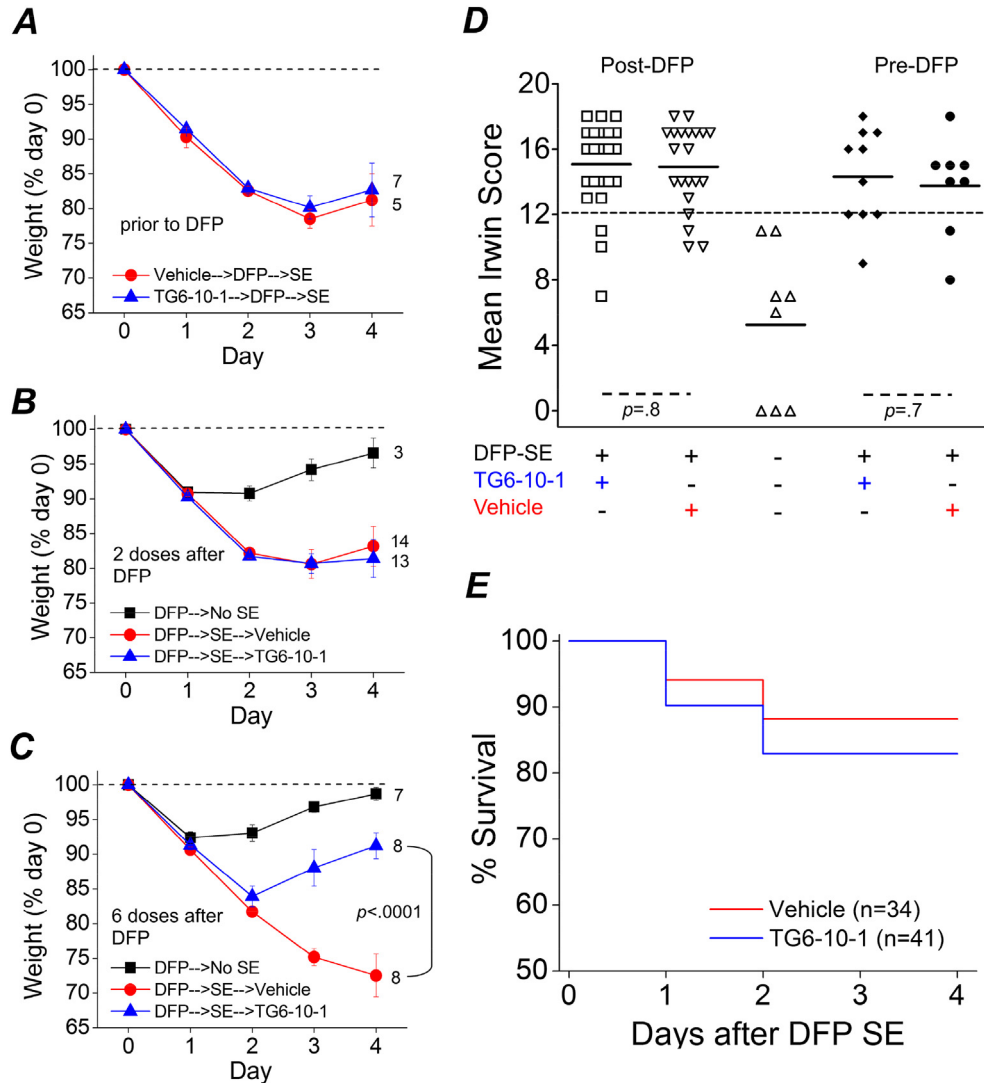 A
Weight (% day 0)
100
95
90
85
80
75
70
65
7
5
prior to DFP
Vehicle-->DFP-->SE
TG6-10-1-->DFP-->SE
0 1 2 3 4
Day
B
Weight (% day 0)
100
95
90
85
80
75
70
65
3
14
13
2 doses after
DFP
DFP-->No SE
DFP-->SE-->Vehicle
DFP-->SE-->TG6-10-1
0 1 2 3 4
Day
C
Weight (% day 0)
100
95
90
85
80
75
70
65
7
8
p<.0001
8
6 doses after
DFP
DFP-->No SE
DFP-->SE-->Vehicle
DFP-->SE-->TG6-10-1
0 1 2 3 4
Day
D
Post-DFP Pre-DFP
Mean Irwin Score
20
16
12
8
4
0
p=.8 p=.7
DFP-SE + + - + +
TG6-10-1 + - - + -
Vehicle - + - - +
E
% Survival
100
90
80
70
60
50
Vehicle (n=34)
TG6-10-1 (n=41)
0 1 2 3 4
Days after DFP SE